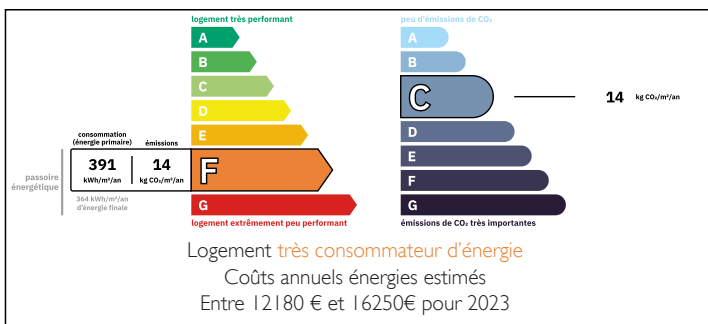 logement très performant
A
B
C
D
E
consommation
(énergie primaire)
émissions
391
kWh/m²/an
14
kg CO₂/m²/an
F
passoire
énergétique
364 kWh/m²/an
d'énergie finale
G
logement extrêmement peu performant
peu d'émissions de CO₂
A
B
C
14 kg CO₂/m²/an
D
E
F
G
émissions de CO₂ très importantes
Logement très consommateur d'énergie
Coûts annuels énergies estimés
Entre 12180 € et 16250€ pour 2023